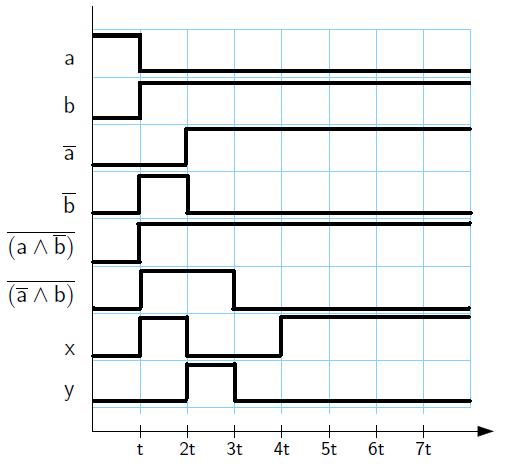 a
b
a̅
b̅
(a ∧ b̅)̅
(a̅ ∧ b)̅
x
y
t 2t 3t 4t 5t 6t 7t